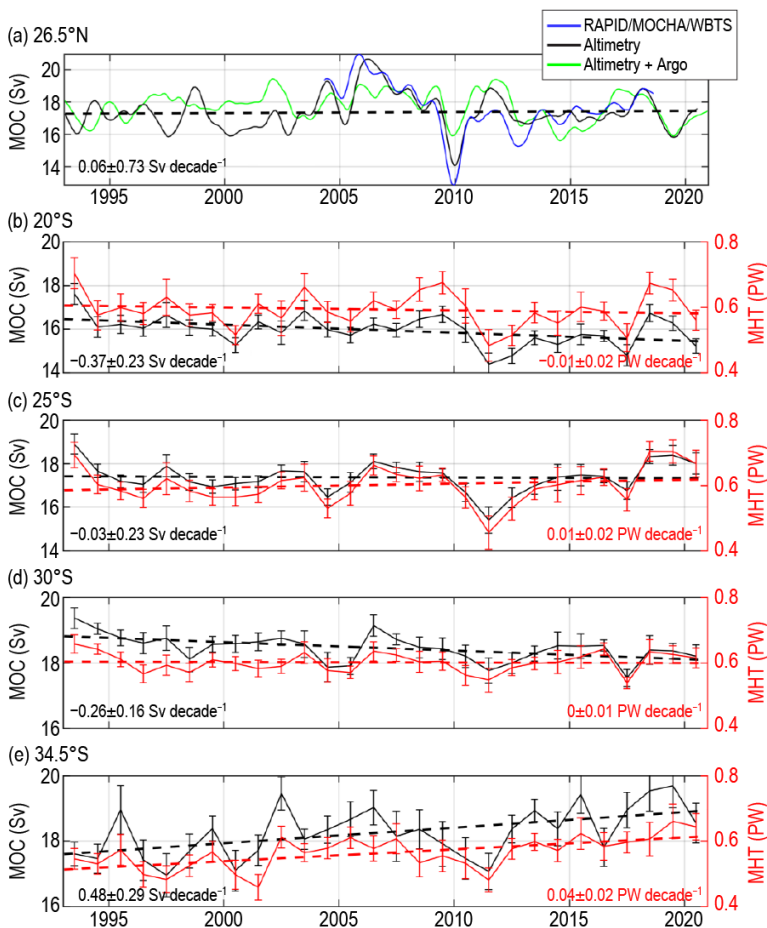 RAPID/MOCHA/WBTS
Altimetry
Altimetry + Argo
(a) 26.5°N
MOC (Sv)
20
18
16
14
0.06±0.73 Sv decade⁻¹
1995
2000
2005
2010
2015
2020
(b) 20°S
MOC (Sv)
20
18
16
14
−0.37±0.23 Sv decade⁻¹
−0.01±0.02 PW decade⁻¹
0.8
0.6
0.4
MHT (PW)
(c) 25°S
MOC (Sv)
20
18
16
14
−0.03±0.23 Sv decade⁻¹
0.01±0.02 PW decade⁻¹
0.8
0.6
0.4
MHT (PW)
(d) 30°S
MOC (Sv)
20
18
16
−0.26±0.16 Sv decade⁻¹
0±0.01 PW decade⁻¹
0.8
0.6
0.4
MHT (PW)
(e) 34.5°S
MOC (Sv)
20
18
16
0.48±0.29 Sv decade⁻¹
0.04±0.02 PW decade⁻¹
0.8
0.6
0.4
MHT (PW)
1995
2000
2005
2010
2015
2020